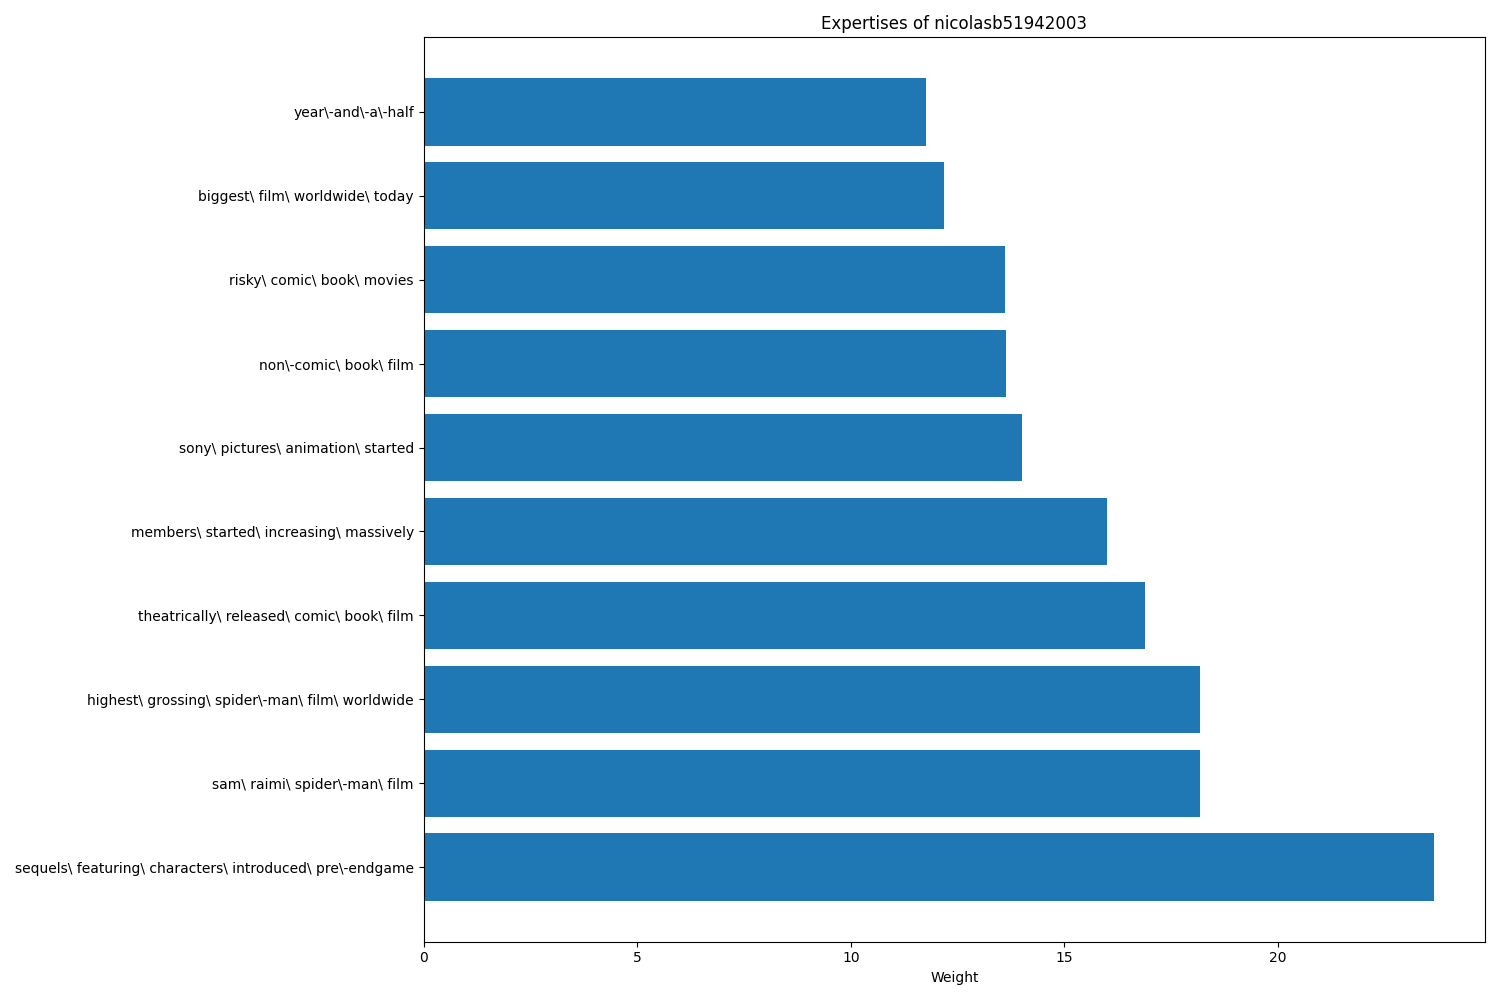 Expertises of nicolasb51942003
year\-and\-a\-half
biggest\ film\ worldwide\ today
risky\ comic\ book\ movies
non\-comic\ book\ film
sony\ pictures\ animation\ started
members\ started\ increasing\ massively
theatrically\ released\ comic\ book\ film
highest\ grossing\ spider\-man\ film\ worldwide
sam\ raimi\ spider\-man\ film
sequels\ featuring\ characters\ introduced\ pre\-endgame
0 5 10 15 20
Weight